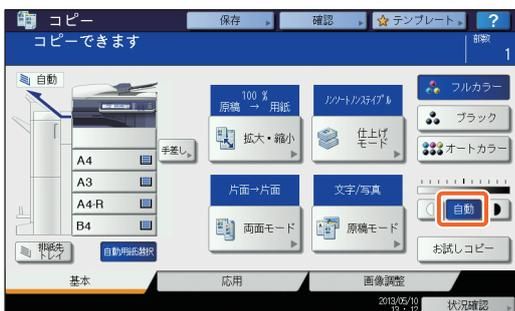 コピー
保存
確認
テンプレート
?
コピーできます
部数
1
自動
100 %
原稿 → 用紙
拡大・縮小
ノンソート/ノンステイプル
仕上げ
モード
フルカラー
ブラック
オートカラー
手差し
A4
A3
A4-R
B4
片面→片面
両面モード
文字/写真
原稿モード
自動
排紙先
トレイ
自動用紙選択
お試しコピー
基本
応用
画像調整
2013/05/10
13 : 12
状況確認